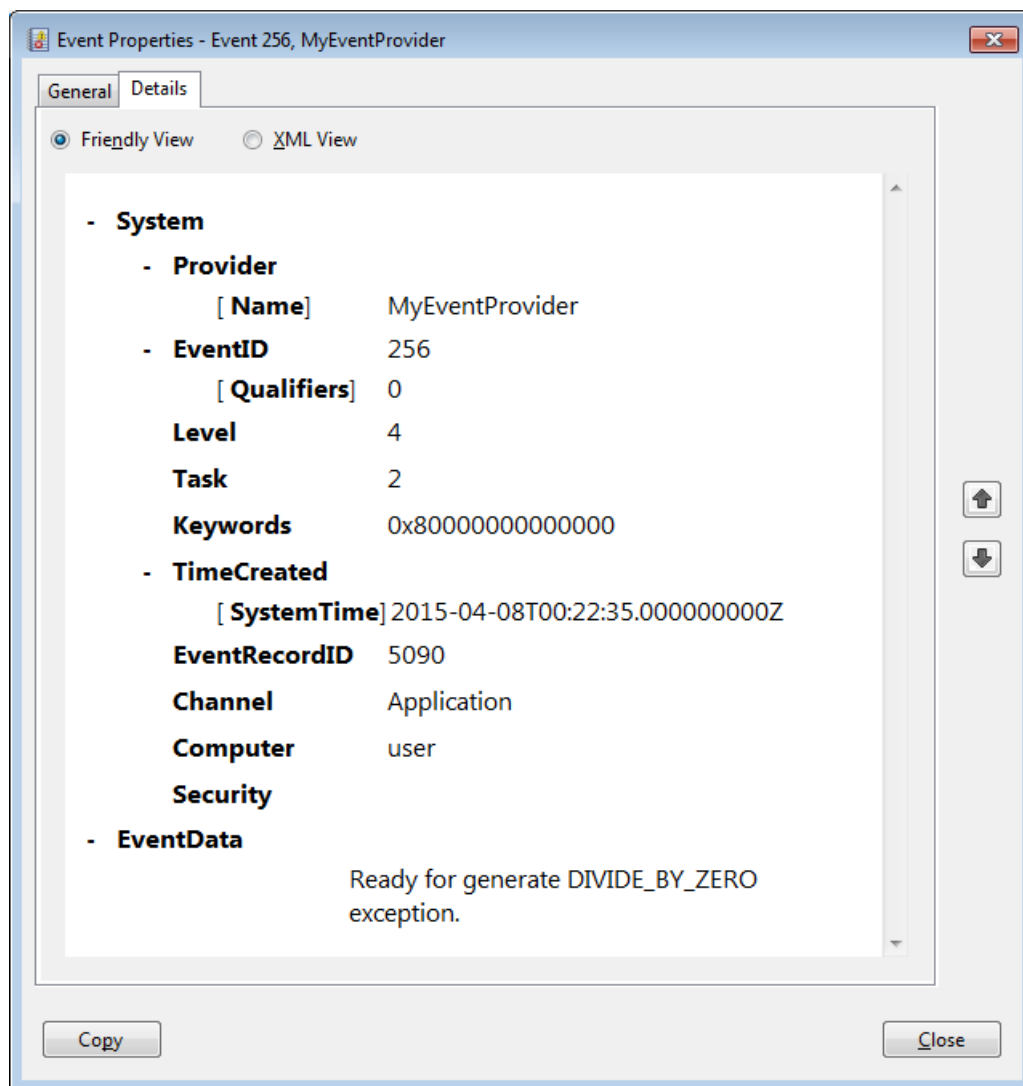 Event Properties - Event 256, MyEventProvider
General Details
Friendly View XML View
- System
- Provider
[ Name] MyEventProvider
- EventID 256
[ Qualifiers] 0
Level 4
Task 2
Keywords 0x80000000000000
- TimeCreated
[ SystemTime] 2015-04-08T00:22:35.000000000Z
EventRecordID 5090
Channel Application
Computer user
Security
- EventData
Ready for generate DIVIDE_BY_ZERO
exception.
Copy Close